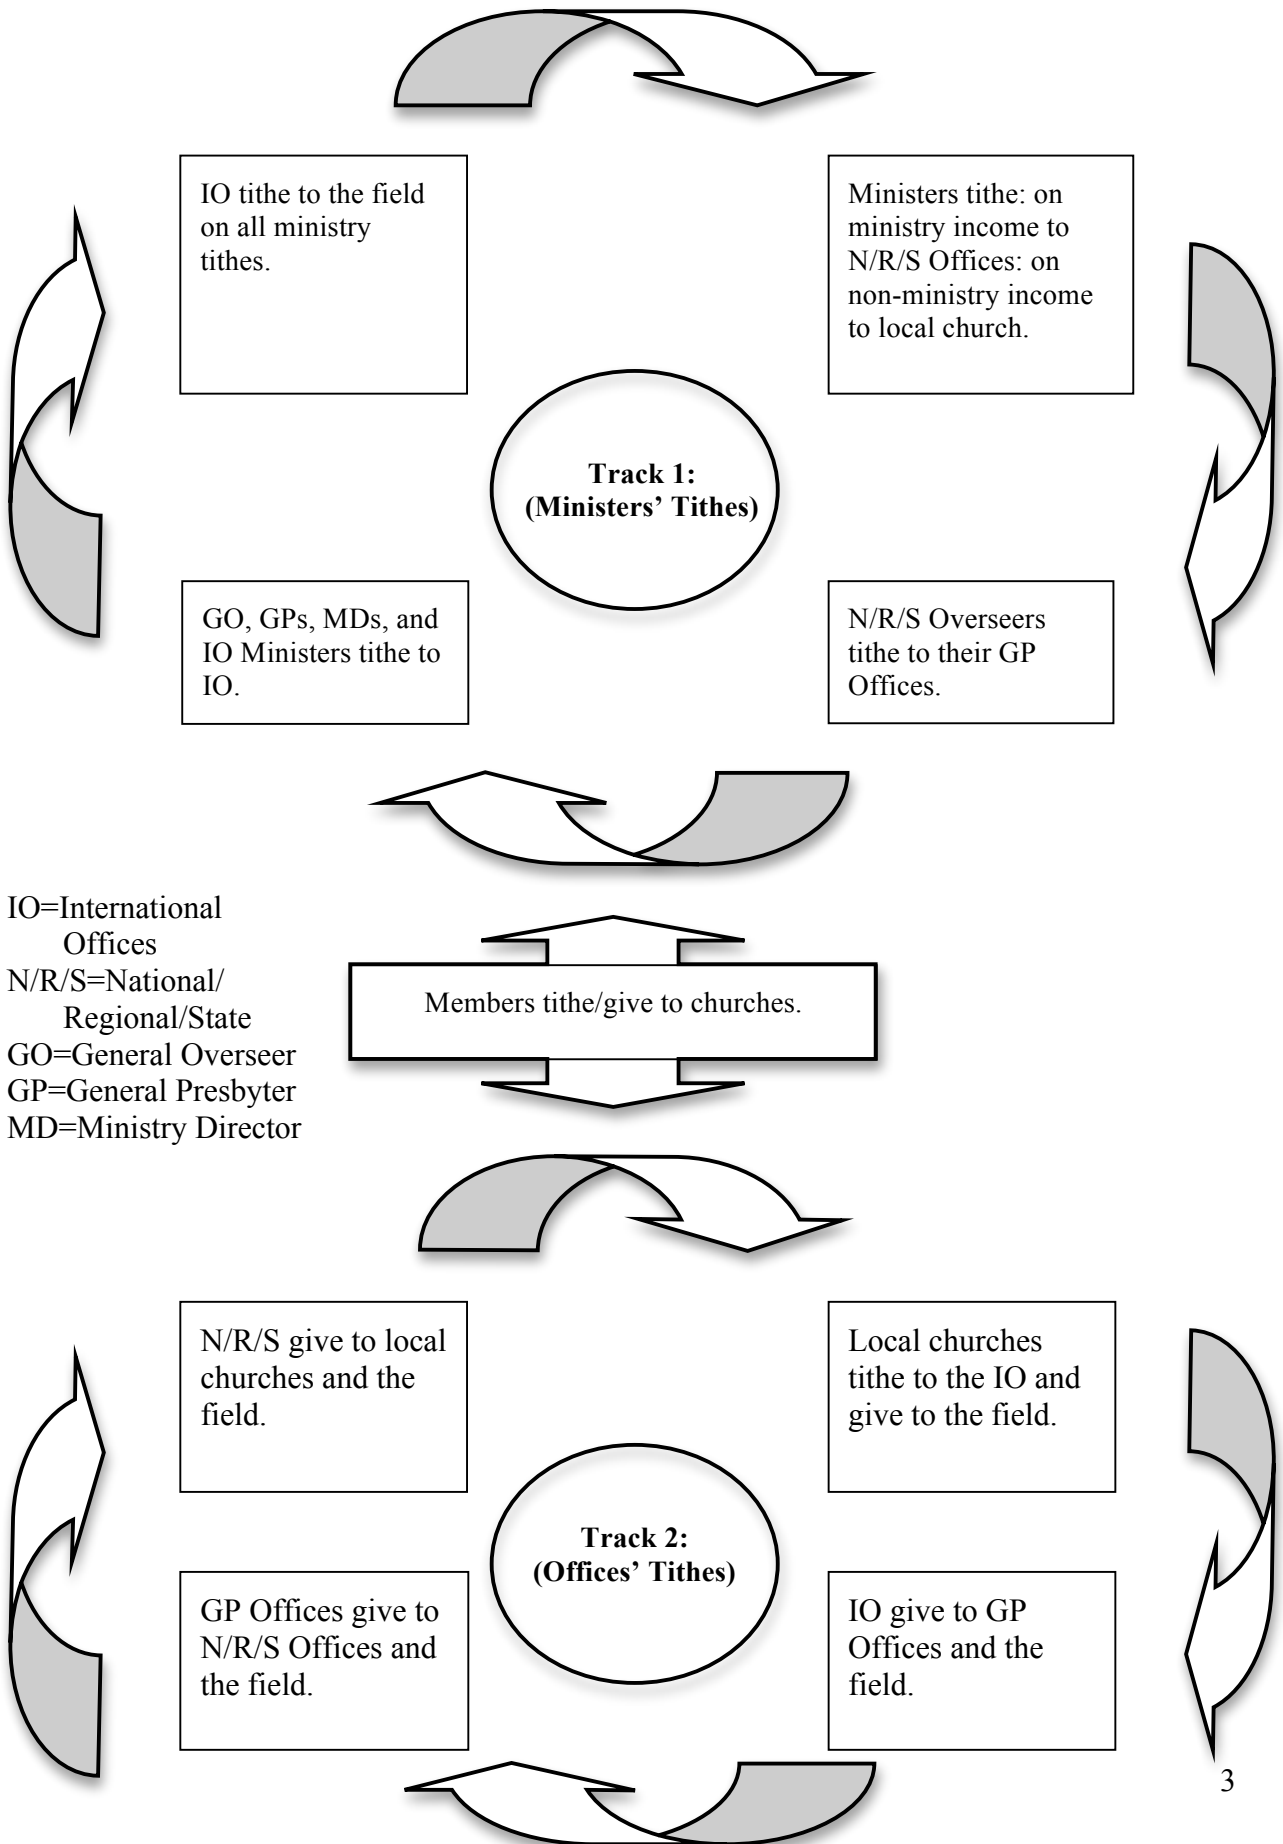 IO tithe to the field
on all ministry
tithes.
Ministers tithe: on
ministry income to
N/R/S Offices: on
non-ministry income
to local church.
Track 1:
(Ministers’ Tithes)
GO, GPs, MDs, and
IO Ministers tithe to
IO.
N/R/S Overseers
tithe to their GP
Offices.
IO=International
Offices
N/R/S=National/
Regional/State
GO=General Overseer
GP=General Presbyter
MD=Ministry Director
Members tithe/give to churches.
N/R/S give to local
churches and the
field.
Local churches
tithe to the IO and
give to the field.
Track 2:
(Offices’ Tithes)
GP Offices give to
N/R/S Offices and
the field.
IO give to GP
Offices and the
field.
3